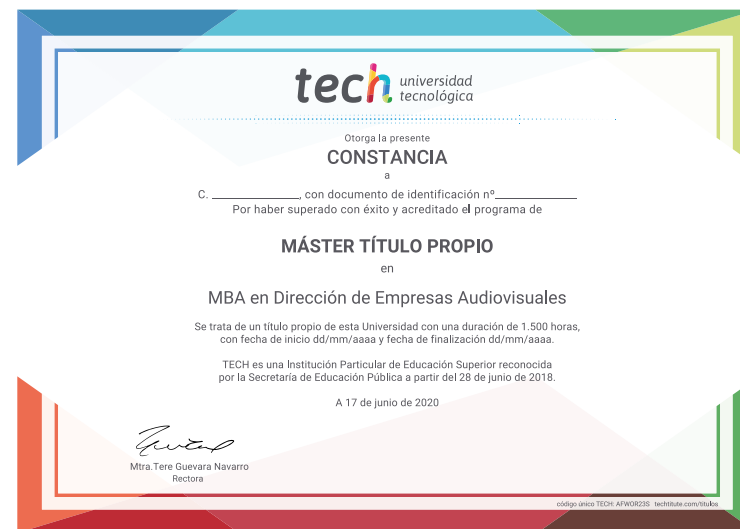 tech universidad
tecnológica
Otorga la presente
CONSTANCIA
a
C. ____________, con documento de identificación nº____________
Por haber superado con éxito y acreditado el programa de
MÁSTER TÍTULO PROPIO
en
MBA en Dirección de Empresas Audiovisuales
Se trata de un título propio de esta Universidad con una duración de 1.500 horas,
con fecha de inicio dd/mm/aaaa y fecha de finalización dd/mm/aaaa.
TECH es una Institución Particular de Educación Superior reconocida
por la Secretaría de Educación Pública a partir del 28 de junio de 2018.
A 17 de junio de 2020
Mtra.Tere Guevara Navarro
Rectora
código único TECH: AFWOR23S techtitute.com/titulos